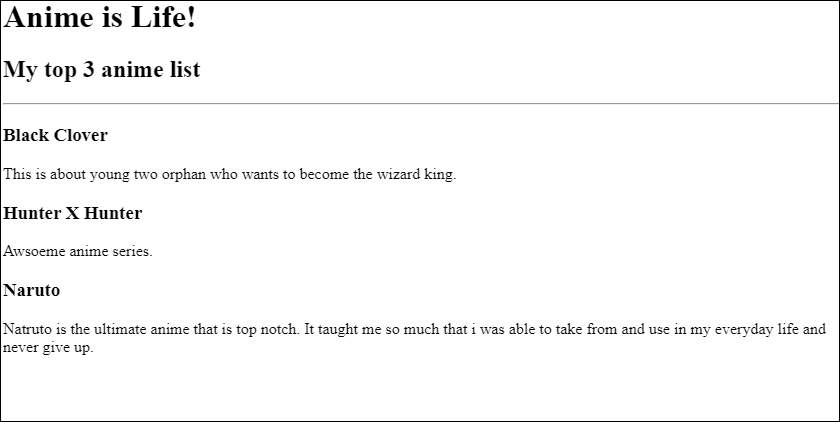 Anime is Life!
My top 3 anime list
Black Clover
This is about young two orphan who wants to become the wizard king.
Hunter X Hunter
Awsoeme anime series.
Naruto
Natruto is the ultimate anime that is top notch. It taught me so much that i was able to take from and use in my everyday life and
never give up.